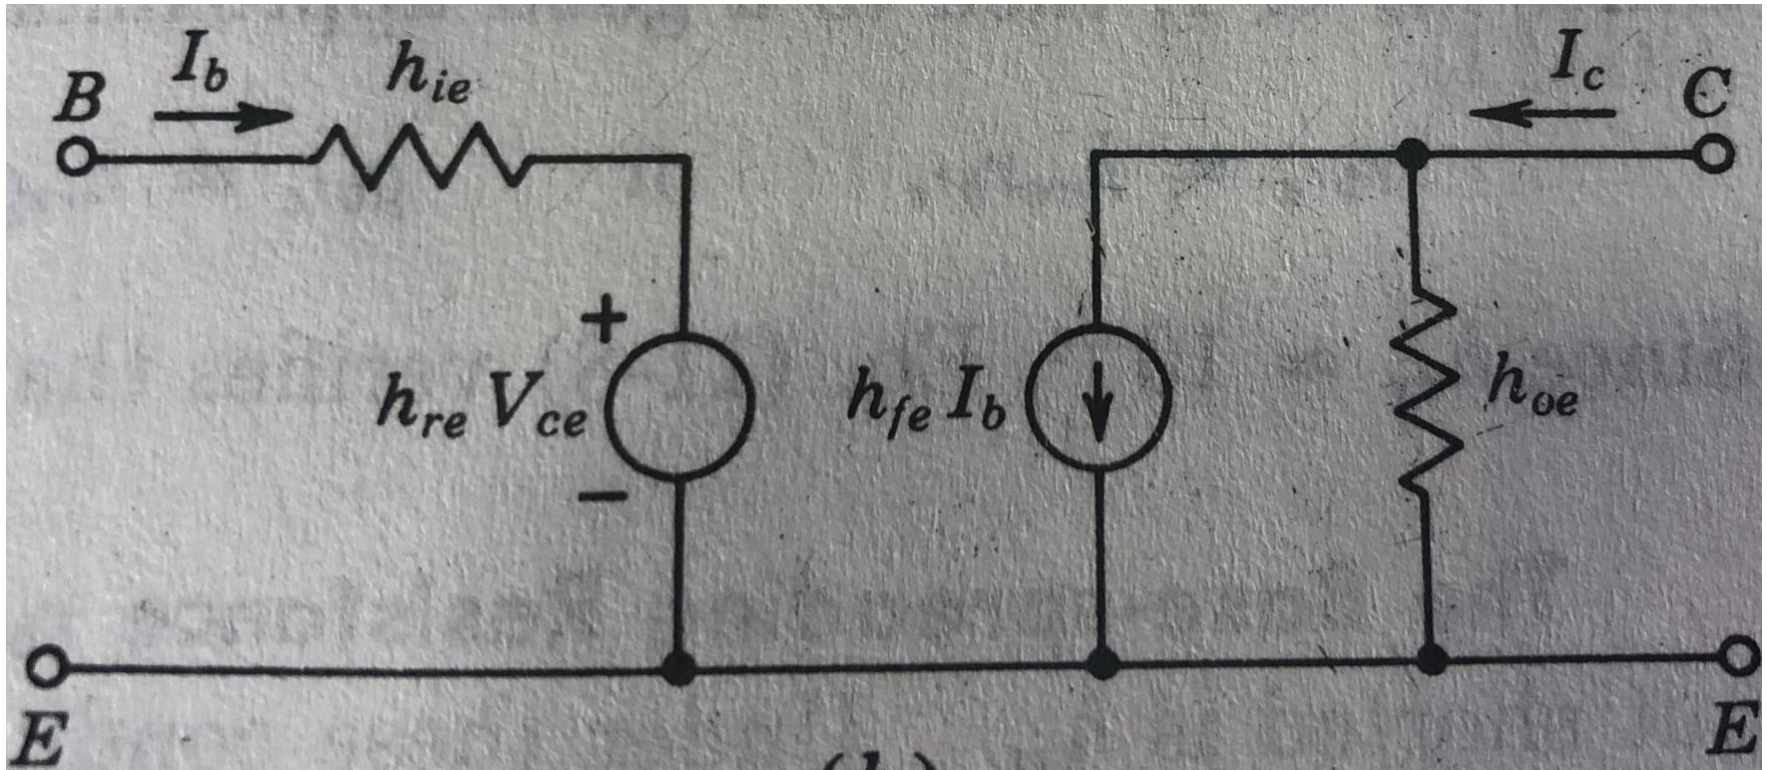 B
I_b
h_ie
I_c
C
+
h_re V_ce
−
h_fe I_b
h_oe
E
E